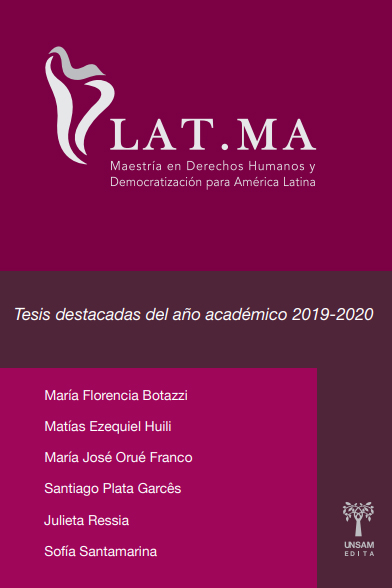 LAT.MA
Maestría en Derechos Humanos y
Democratización para América Latina
Tesis destacadas del año académico 2019-2020
María Florencia Botazzi
Matías Ezequiel Huili
María José Orué Franco
Santiago Plata Garcês
Julieta Ressia
Sofía Santamarina
UNSAM
EDITA